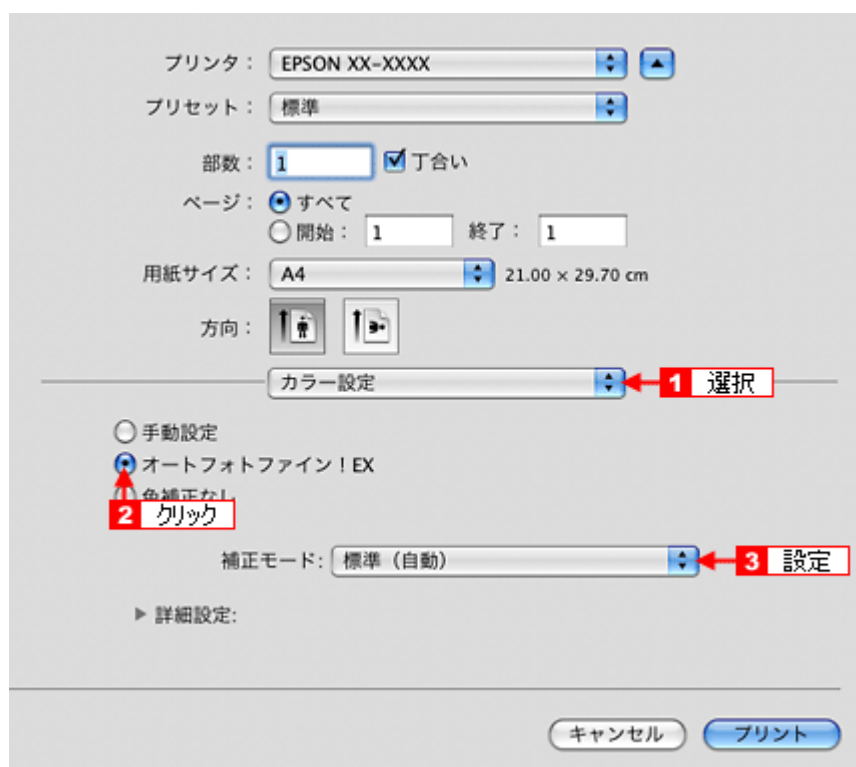 プリンタ： EPSON XX-XXXX
プリセット： 標準
部数： 1 丁合い
ページ： すべて
開始： 1 終了： 1
用紙サイズ： A4 21.00 × 29.70 cm
方向：
カラー設定 1 選択
手動設定
オートフォトファイン！EX
色補正なし
2 クリック
補正モード: 標準（自動） 3 設定
詳細設定:
キャンセル プリント